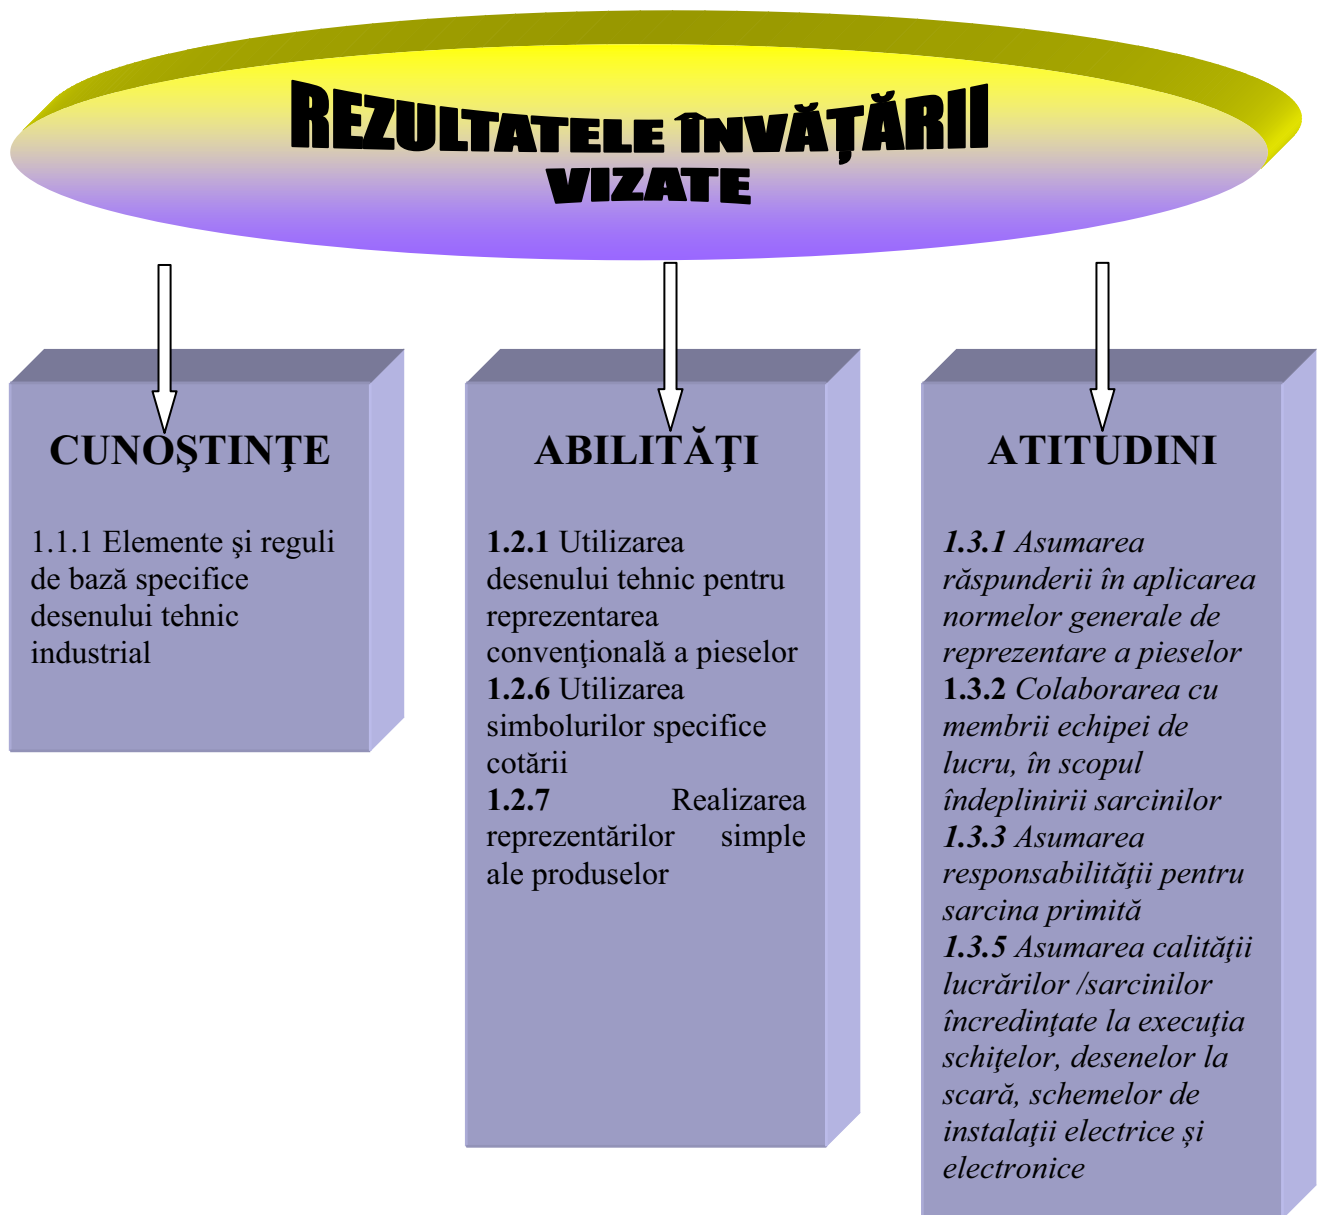 REZULTATELE ÎNVĂŢĂRII
VIZATE
CUNOŞTINŢE
1.1.1 Elemente şi reguli
de bază specifice
desenului tehnic
industrial
ABILITĂŢI
1.2.1 Utilizarea
desenului tehnic pentru
reprezentarea
convenţională a pieselor
1.2.6 Utilizarea
simbolurilor specifice
cotării
1.2.7 Realizarea
reprezentărilor simple
ale produselor
ATITUDINI
1.3.1 Asumarea
răspunderii în aplicarea
normelor generale de
reprezentare a pieselor
1.3.2 Colaborarea cu
membrii echipei de
lucru, în scopul
îndeplinirii sarcinilor
1.3.3 Asumarea
responsabilităţii pentru
sarcina primită
1.3.5 Asumarea calităţii
lucrărilor /sarcinilor
încredinţate la execuţia
schiţelor, desenelor la
scară, schemelor de
instalaţii electrice și
electronice